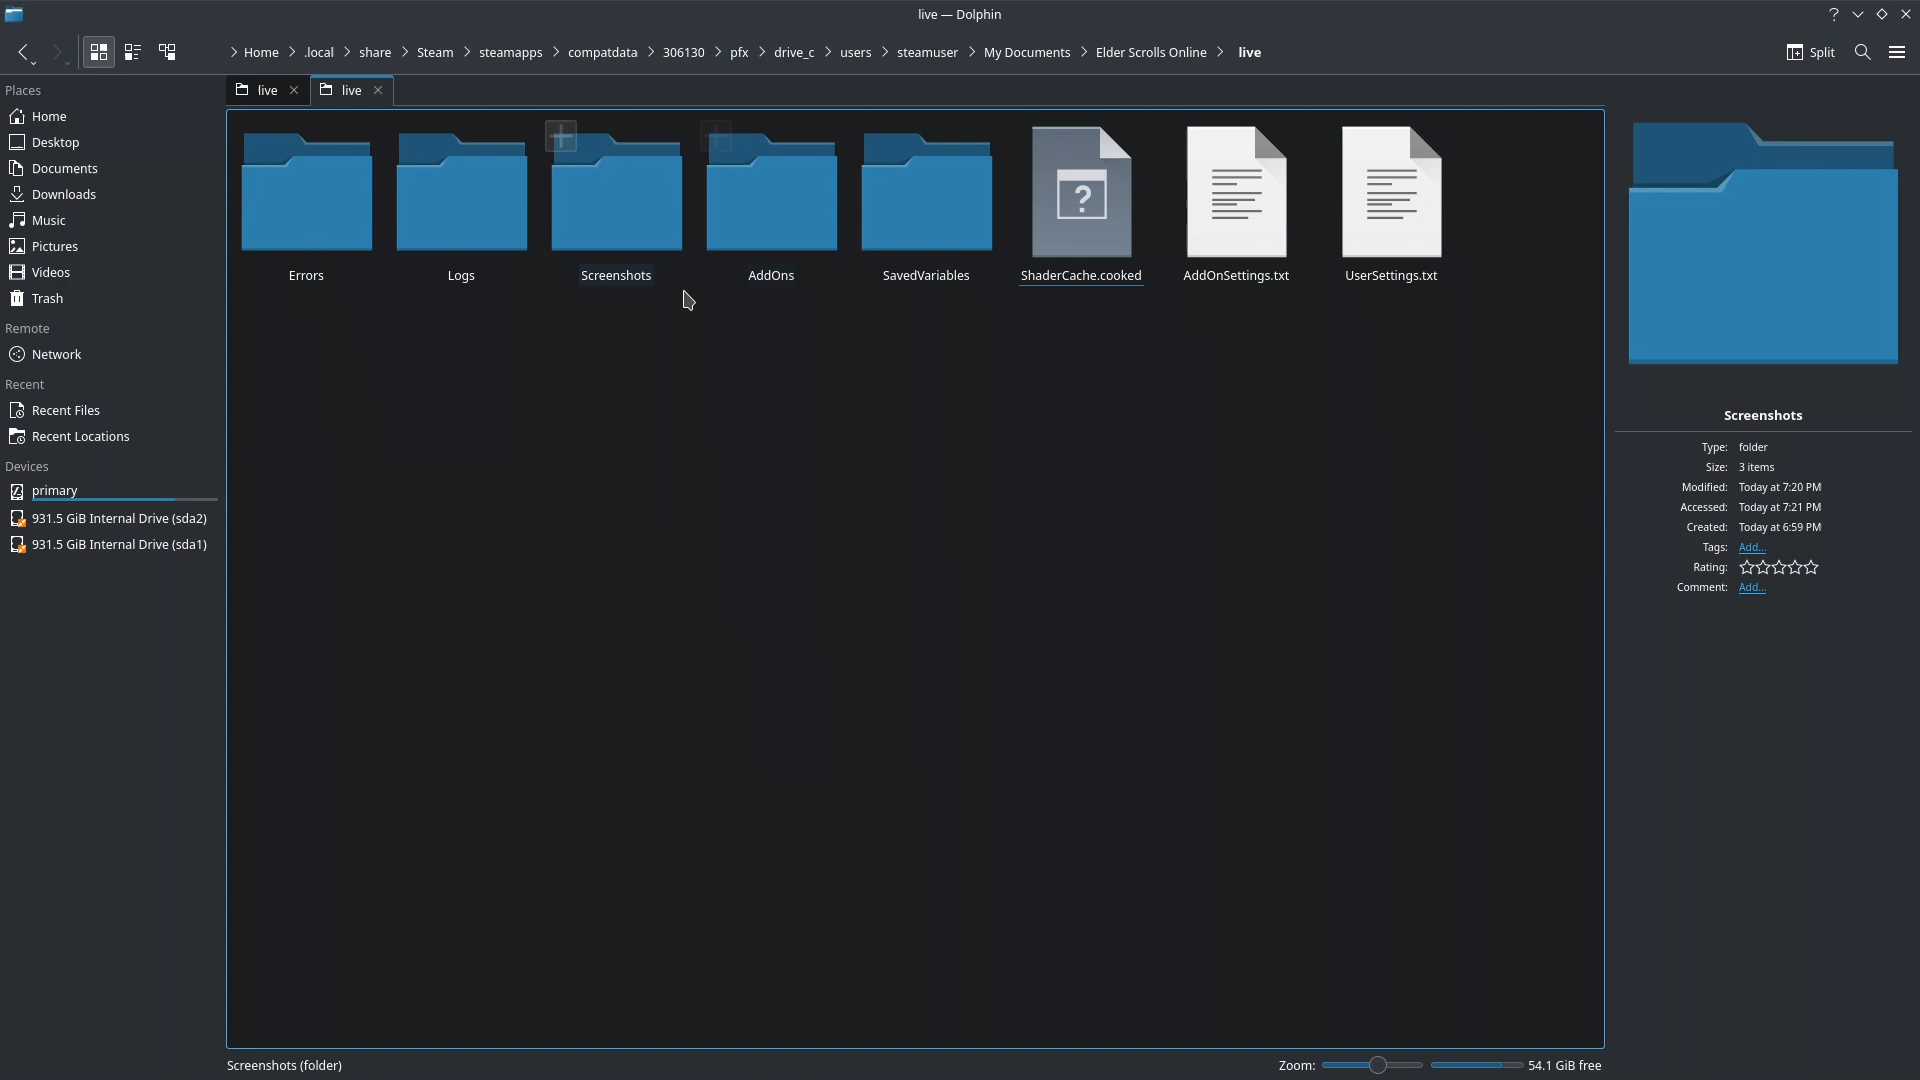 live — Dolphin
Home .local share Steam steamapps compatdata 306130 pfx drive_c users steamuser My Documents Elder Scrolls Online live
Split
Places
Home
Desktop
Documents
Downloads
Music
Pictures
Videos
Trash
Remote
Network
Recent
Recent Files
Recent Locations
Devices
primary
931.5 GiB Internal Drive (sda2)
931.5 GiB Internal Drive (sda1)
live live
Errors Logs Screenshots AddOns SavedVariables ShaderCache.cooked AddOnSettings.txt UserSettings.txt
Screenshots
Type: folder
Size: 3 items
Modified: Today at 7:20 PM
Accessed: Today at 7:21 PM
Created: Today at 6:59 PM
Tags: Add...
Rating:
Comment: Add...
Screenshots (folder)
Zoom: 54.1 GiB free